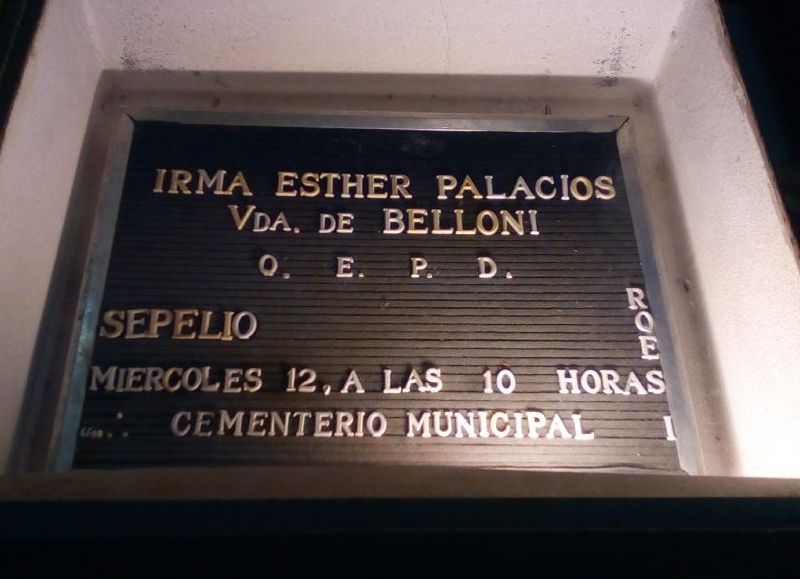 IRMA ESTHER PALACIOS
VDA. DE BELLONI
Q. E. P. D.
SEPELIO
R
O
E
MIERCOLES 12, A LAS 10 HORAS
CEMENTERIO MUNICIPAL